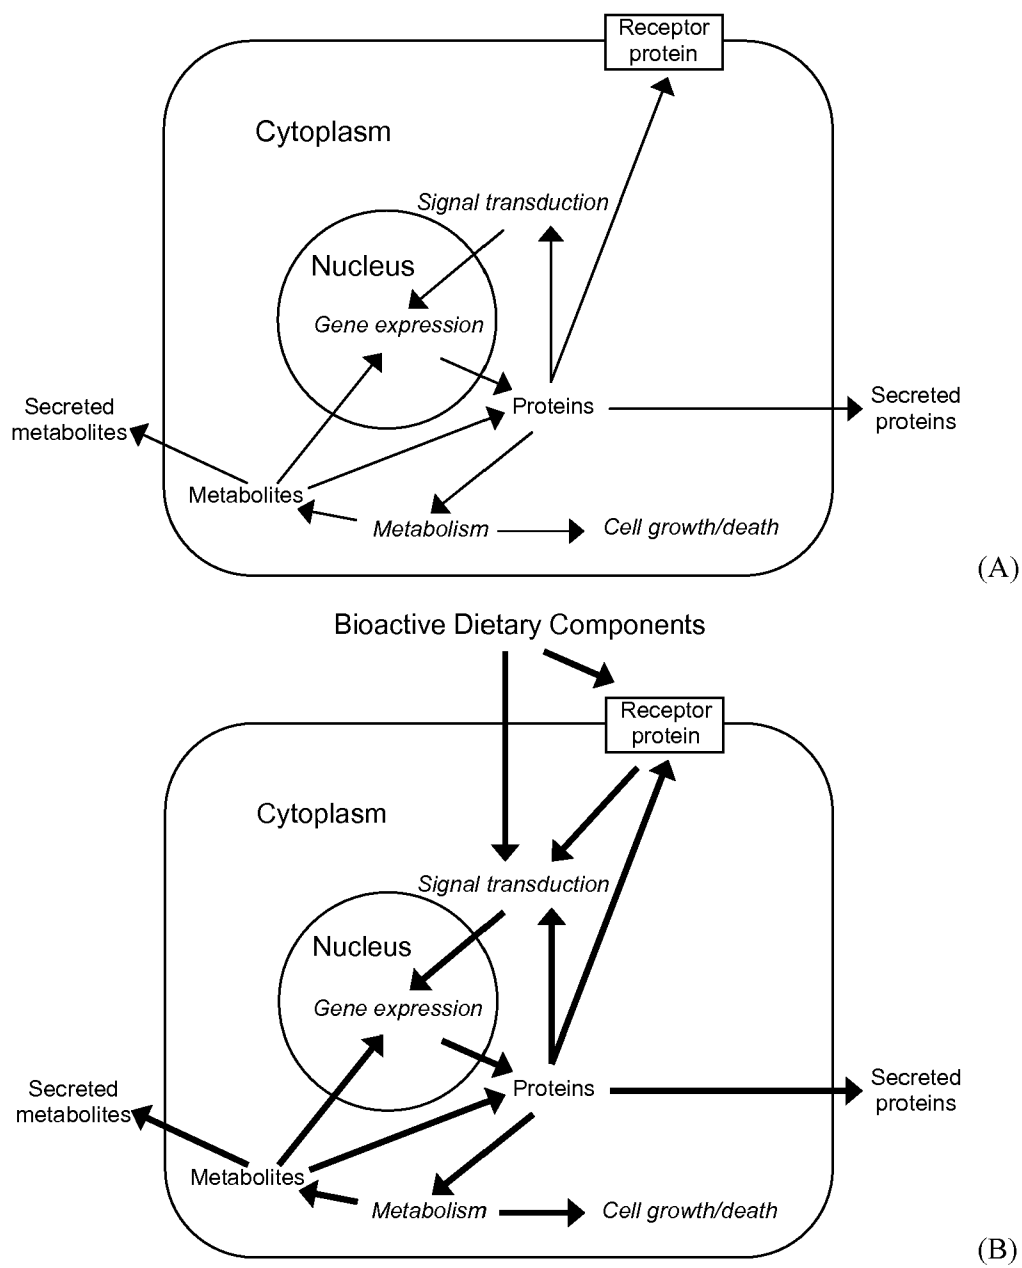 Receptor
protein
Cytoplasm
Signal transduction
Nucleus
Gene expression
Secreted
metabolites
Proteins
Secreted
proteins
Metabolites
Metabolism
Cell growth/death
(A)
Bioactive Dietary Components
Receptor
protein
Cytoplasm
Signal transduction
Nucleus
Gene expression
Secreted
metabolites
Proteins
Secreted
proteins
Metabolites
Metabolism
Cell growth/death
(B)